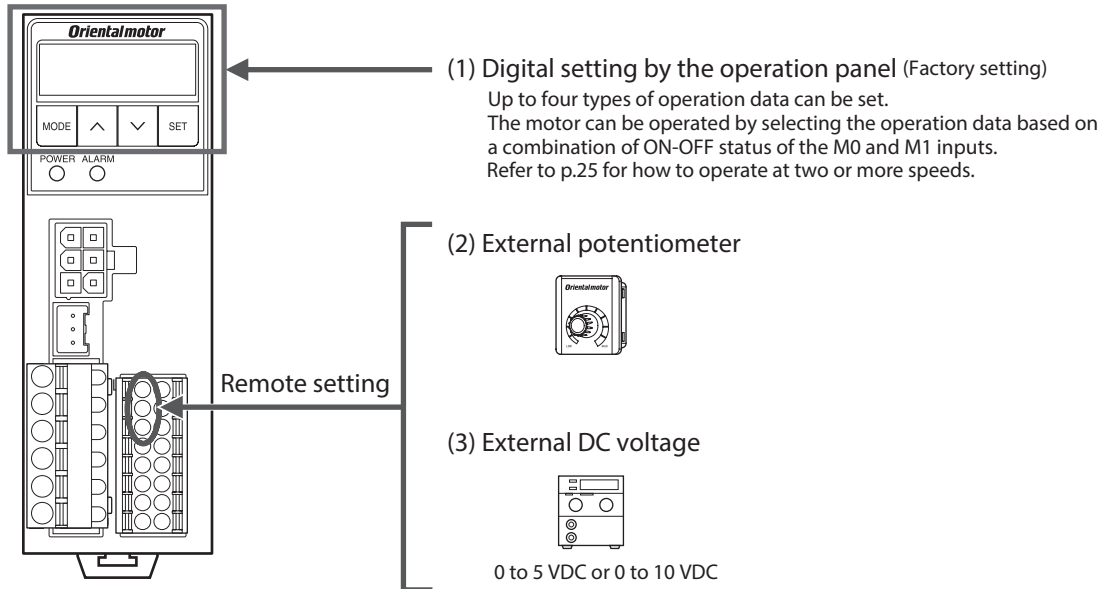 Orientalmotor
MODE
SET
POWER ALARM
(1) Digital setting by the operation panel (Factory setting)
Up to four types of operation data can be set.
The motor can be operated by selecting the operation data based on
a combination of ON-OFF status of the M0 and M1 inputs.
Refer to p.25 for how to operate at two or more speeds.
Remote setting
(2) External potentiometer
Orientalmotor
(3) External DC voltage
0 to 5 VDC or 0 to 10 VDC